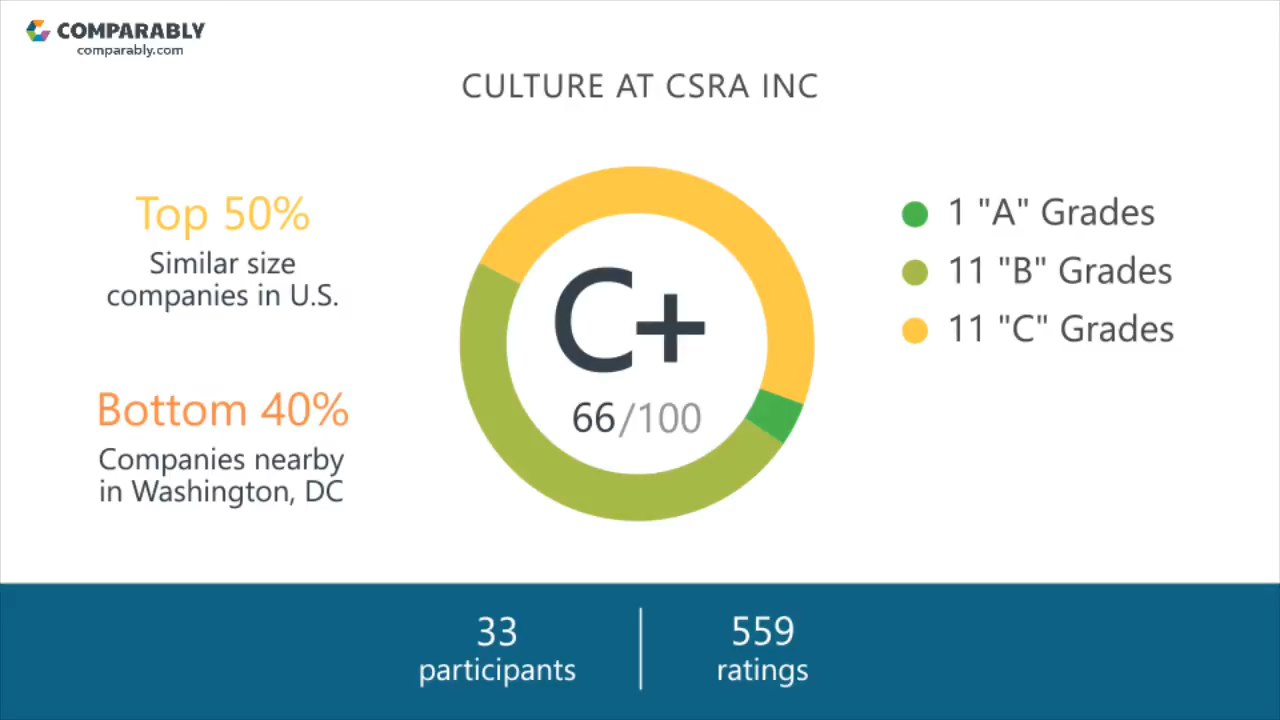 COMPARABLY
comparably.com
CULTURE AT CSRA INC
Top 50%
Similar size
companies in U.S.
Bottom 40%
Companies nearby
in Washington, DC
C+
66/100
1 "A" Grades
11 "B" Grades
11 "C" Grades
33
participants
559
ratings